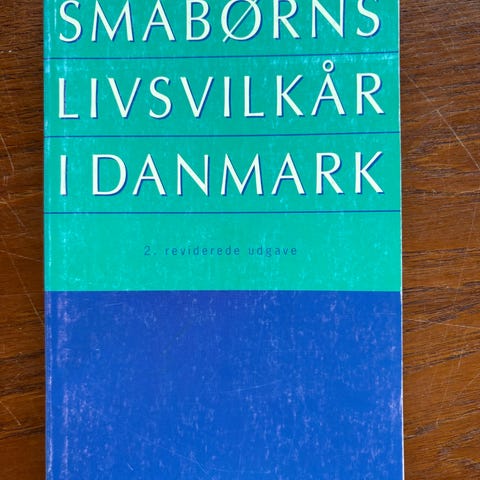 SMÅBØRNS
LIVSVILKÅR
I DANMARK
2. reviderede udgave